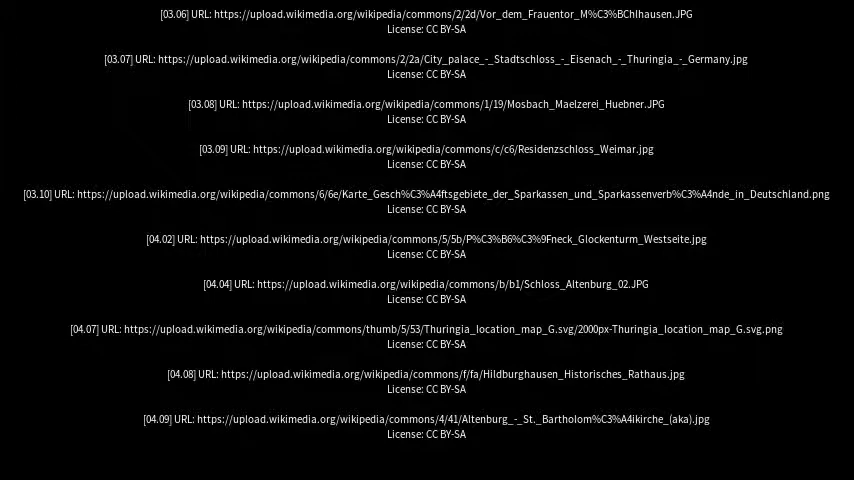 [03.06] URL: https://upload.wikimedia.org/wikipedia/commons/2/2d/Vor_dem_Frauentor_M%C3%BChlhausen.JPG
License: CC BY-SA
[03.07] URL: https://upload.wikimedia.org/wikipedia/commons/2/2a/City_palace_-_Stadtschloss_-_Eisenach_-_Thuringia_-_Germany.jpg
License: CC BY-SA
[03.08] URL: https://upload.wikimedia.org/wikipedia/commons/1/19/Mosbach_Maelzerei_Huebner.JPG
License: CC BY-SA
[03.09] URL: https://upload.wikimedia.org/wikipedia/commons/c/c6/Residenzschloss_Weimar.jpg
License: CC BY-SA
[03.10] URL: https://upload.wikimedia.org/wikipedia/commons/6/6e/Karte_Gesch%C3%A4ftsgebiete_der_Sparkassen_und_Sparkassenverb%C3%A4nde_in_Deutschland.png
License: CC BY-SA
[04.02] URL: https://upload.wikimedia.org/wikipedia/commons/5/5b/P%C3%B6%C3%9Fneck_Glockenturm_Westseite.jpg
License: CC BY-SA
[04.04] URL: https://upload.wikimedia.org/wikipedia/commons/b/b1/Schloss_Altenburg_02.JPG
License: CC BY-SA
[04.07] URL: https://upload.wikimedia.org/wikipedia/commons/thumb/5/53/Thuringia_location_map_G.svg/2000px-Thuringia_location_map_G.svg.png
License: CC BY-SA
[04.08] URL: https://upload.wikimedia.org/wikipedia/commons/f/fa/Hildburghausen_Historisches_Rathaus.jpg
License: CC BY-SA
[04.09] URL: https://upload.wikimedia.org/wikipedia/commons/4/41/Altenburg_-_St._Bartholom%C3%A4ikirche_(aka).jpg
License: CC BY-SA